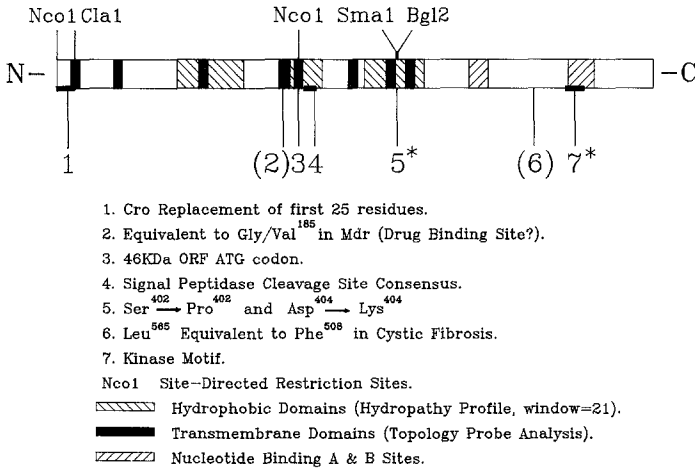 Nco1 Cla1 Nco1 Sma1 Bgl2
N- -C
1 (2) 3 4 5* (6) 7*
1. Cro Replacement of first 25 residues.
2. Equivalent to Gly/Val185 in Mdr (Drug Binding Site?).
3. 46KDa ORF ATG codon.
4. Signal Peptidase Cleavage Site Consensus.
5. Ser402 → Pro402 and Asp404 → Lys404
6. Leu565 Equivalent to Phe508 in Cystic Fibrosis.
7. Kinase Motif.
Nco1 Site-Directed Restriction Sites.
Hydrophobic Domains (Hydropathy Profile, window=21).
Transmembrane Domains (Topology Probe Analysis).
Nucleotide Binding A & B Sites.